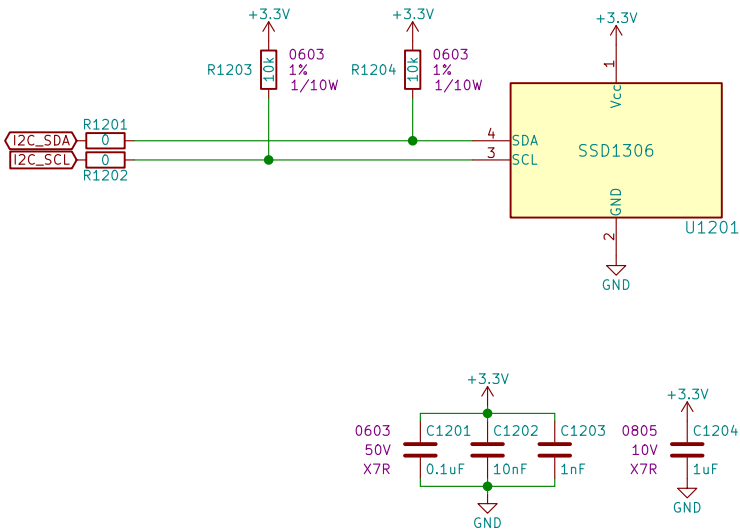 +3.3V
+3.3V
+3.3V
R1203
10k
0603
1%
1/10W
R1204
10k
0603
1%
1/10W
1
Vcc
R1201
I2C_SDA
0
4
SDA
SSD1306
I2C_SCL
0
3
SCL
R1202
GND
2
U1201
GND
+3.3V
+3.3V
0603
50V
X7R
C1201
0.1uF
C1202
10nF
C1203
1nF
0805
10V
X7R
C1204
1uF
GND
GND